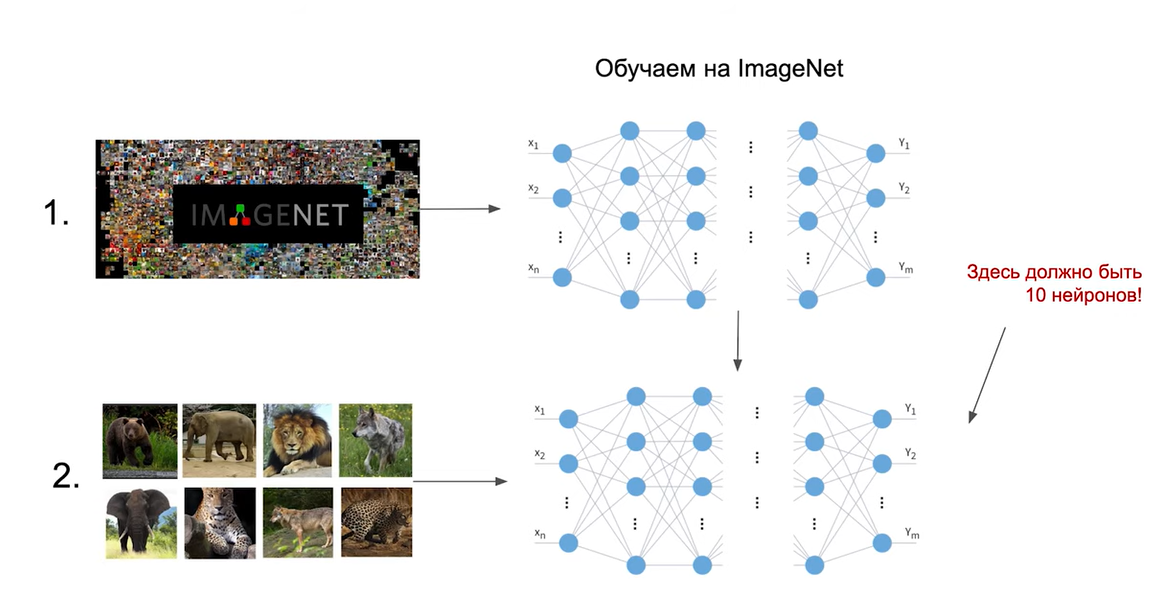 Обучаем на ImageNet
1.
IMAGENET
x1
x2
xn
Y1
Y2
Ym
Здесь должно быть
10 нейронов!
2.
x1
x2
xn
Y1
Y2
Ym